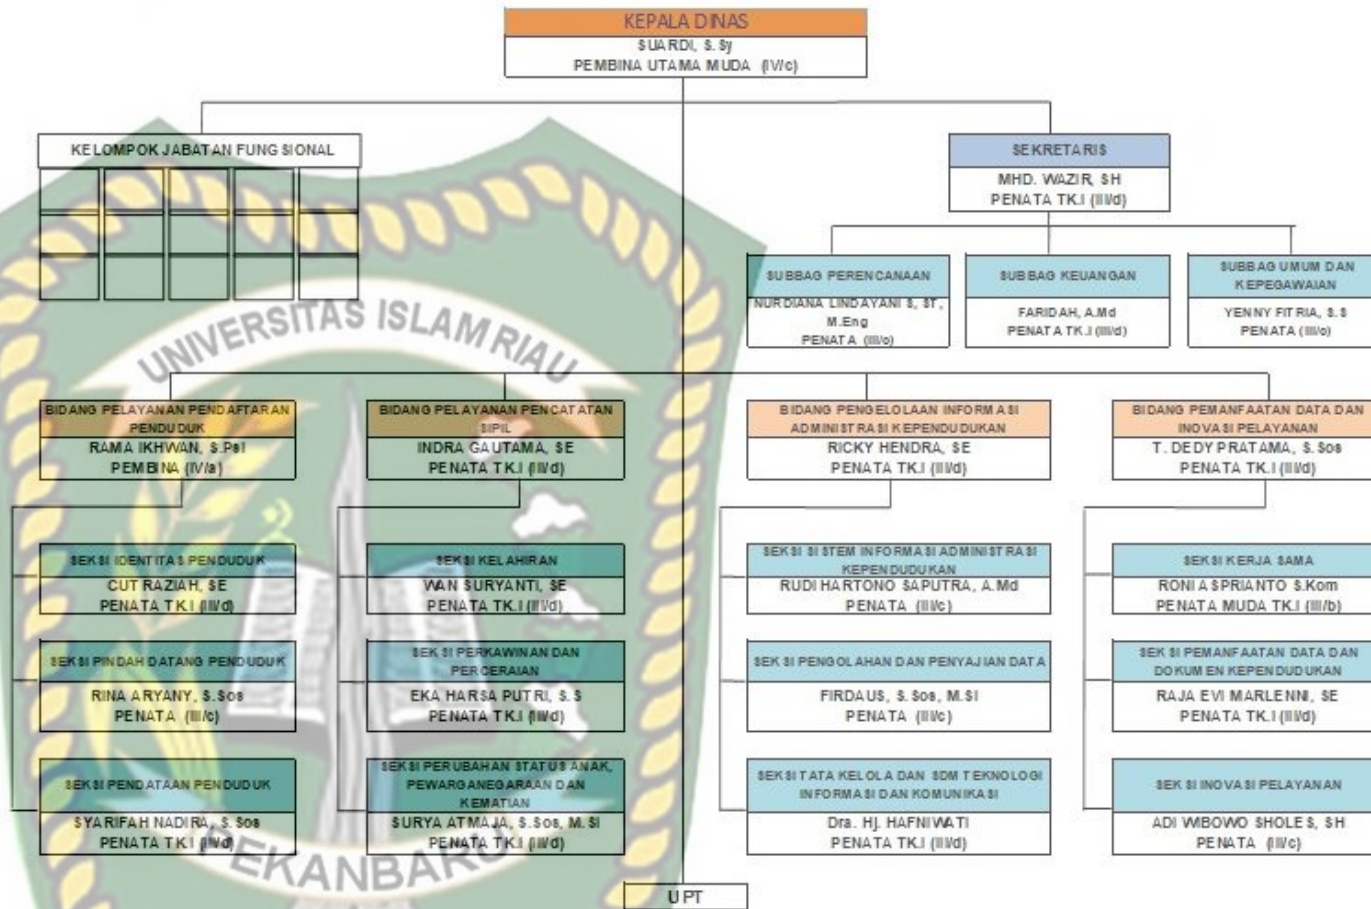 KEPALA DINAS
SUARDI, S.Sy
PEMBINA UTAMA MUDA (IV/c)
KELOMPOK JABATAN FUNGSIONAL
SEKRETARIS
MHD. WAZIR, SH
PENATA TK.I (III/d)
SUBBAG PERENCANAAN
NURDIANA LINDAYANI S, ST,
M.Eng
PENATA (III/c)
SUBBAG KEUANGAN
FARIDAH, A.Md
PENATA TK.I (III/d)
SUBBAG UMUM DAN
KEPEGAWAIAN
YENNY FITRIA, S.S
PENATA (III/c)
UNIVERSITAS ISLAM RIAU
BIDANG PELAYANAN PENDAFTARAN
PENDUDUK
RAMA IKHWAN, S.Psi
PEMBINA (IV/a)
BIDANG PELAYANAN PENCATATAN
SIPIL
INDRA GAUTAMA, SE
PENATA TK.I (III/d)
BIDANG PENGELOLAAN INFORMASI
ADMINISTRASI KEPENDUDUKAN
RICKY HENDRA, SE
PENATA TK.I (III/d)
BIDANG PEMANFAATAN DATA DAN
INOVASI PELAYANAN
T. DEDY PRATAMA, S.Sos
PENATA TK.I (III/d)
SEKSI IDENTITAS PENDUDUK
CUT RAZIAH, SE
PENATA TK.I (III/d)
SEKSI KELAHIRAN
WAN SURYANTI, SE
PENATA TK.I (III/d)
SEKSI SISTEM INFORMASI ADMINISTRASI
KEPENDUDUKAN
RUDI HARTONO SAPUTRA, A.Md
PENATA (III/c)
SEKSI KERJA SAMA
RONI ASPRIANTO S.Kom
PENATA MUDA TK.I (III/b)
SEKSI PINDAH DATANG PENDUDUK
RINA ARYANY, S.Sos
PENATA (III/c)
SEKSI PERKAWINAN DAN
PERCERAIAN
EKA HARSA PUTRI, S.S
PENATA TK.I (III/d)
SEKSI PENGOLAHAN DAN PENYAJIAN DATA
FIRDAUS, S.Sos, M.SI
PENATA (III/c)
SEKSI PEMANFAATAN DATA DAN
DOKUMEN KEPENDUDUKAN
RAJA EVI MARLENNI, SE
PENATA TK.I (III/d)
SEKSI PENDATAAN PENDUDUK
SYARIFAH NADIRA, S.Sos
PENATA TK.I (III/d)
SEKSI PERUBAHAN STATUS ANAK,
PEWARGANEGARAAN DAN
KEMATIAN
SURYA ATMAJA, S.Sos, M.SI
PENATA TK.I (III/d)
SEKSI TATA KELOLA DAN SDM TEKNOLOGI
INFORMASI DAN KOMUNIKASI
Dra. Hj. HAFNIWATI
PENATA TK.I (III/d)
SEKSI INOVASI PELAYANAN
ADI WIBOWO SHOLES, SH
PENATA (III/c)
PEKANBARU
UPT